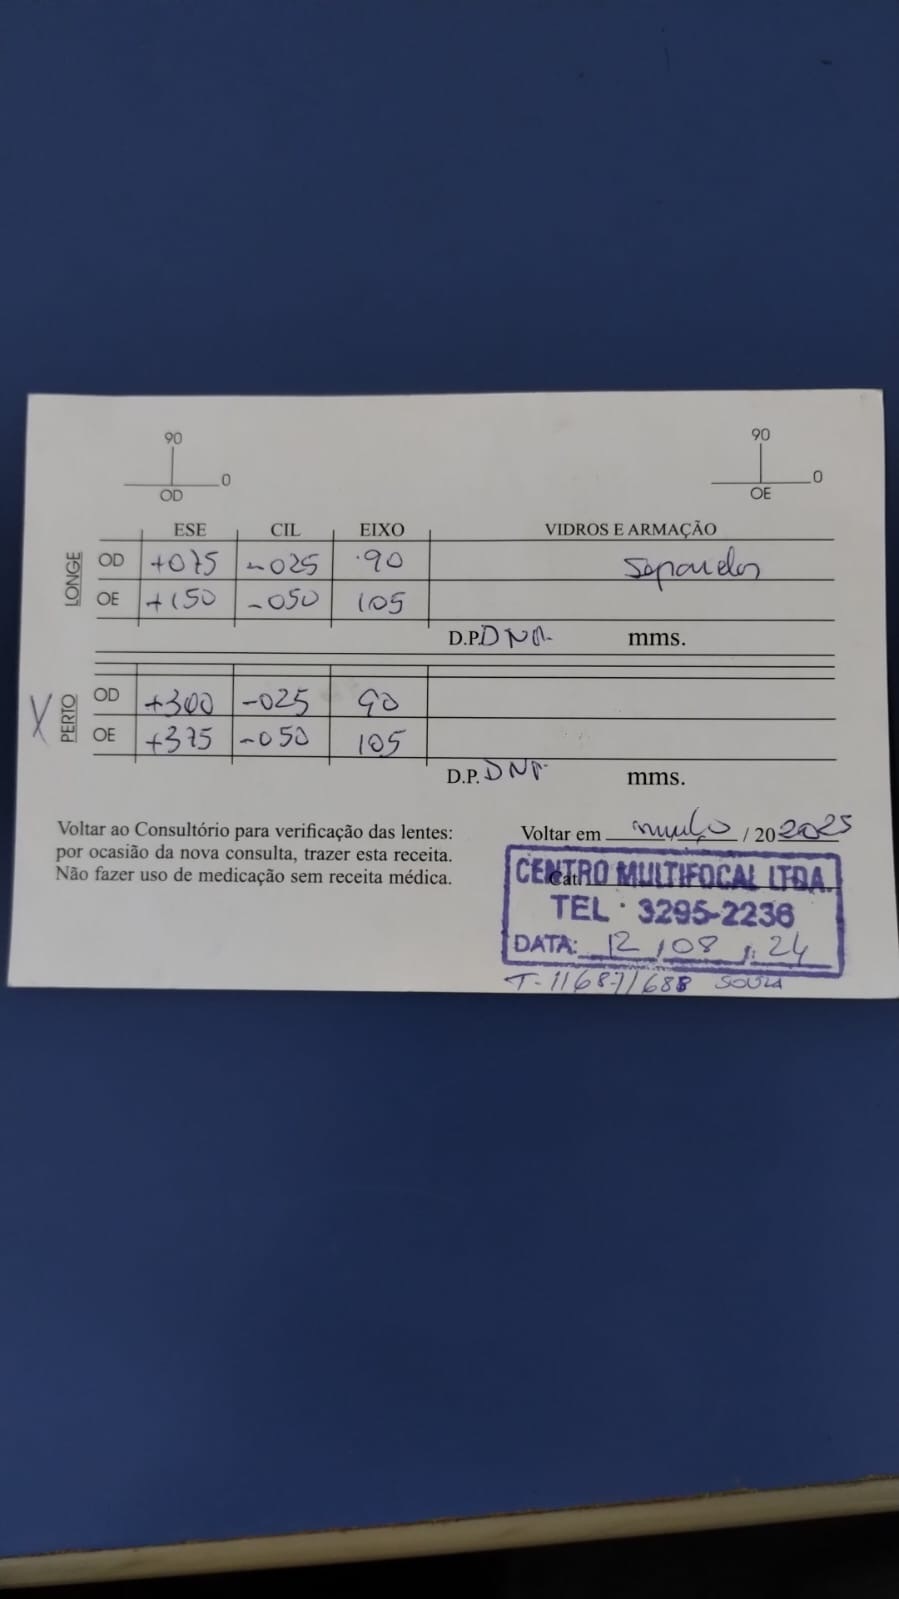 90
0
OD
90
0
OE
ESE CIL EIXO VIDROS E ARMAÇÃO
LONGE
OD +075 -025 90 Separados
OE +150 -050 105
D.P. DNP mms.
X PERTO
OD +300 -025 90
OE +375 -050 105
D.P. DNP mms.
Voltar ao Consultório para verificação das lentes:
por ocasião da nova consulta, trazer esta receita.
Não fazer uso de medicação sem receita médica.
Voltar em / 20 2025
Cat.
CENTRO MULTIFOCAL LTDA.
TEL 3295-2236
DATA: 12 / 08 / 24
T-11687/688 SOUZA